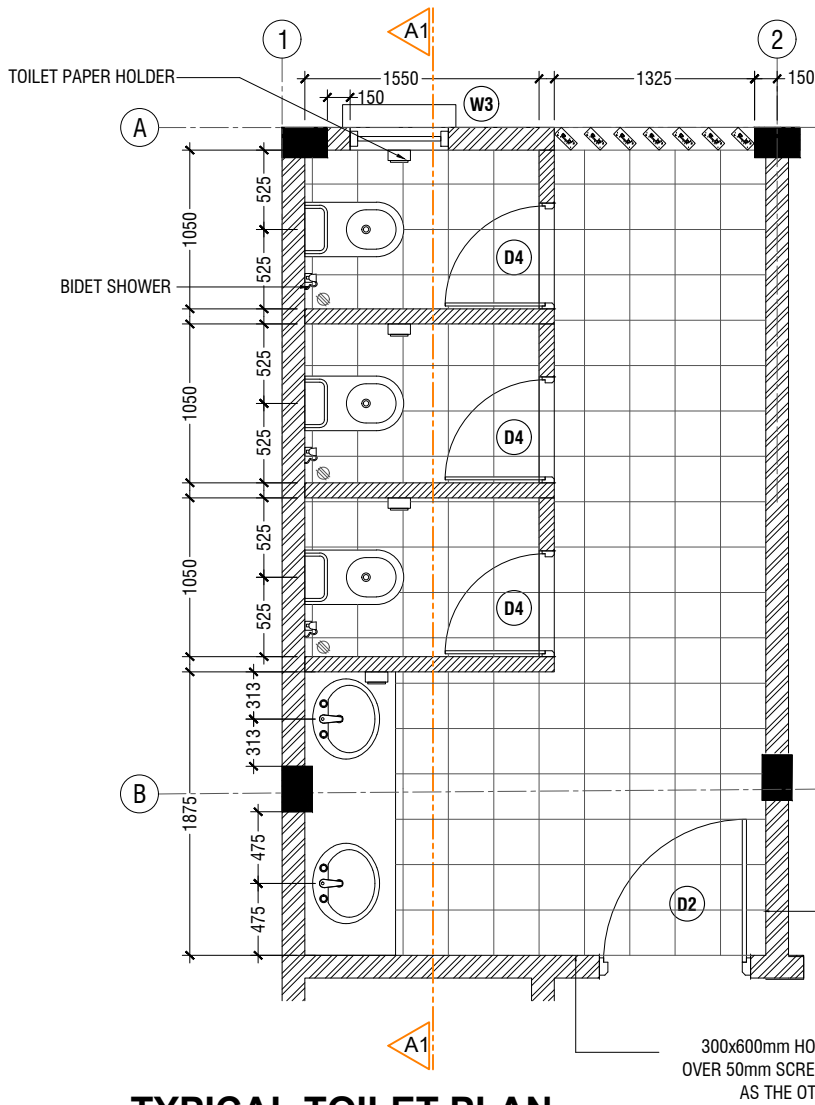 A1
1
2
1550
1325
150
TOILET PAPER HOLDER
150
W3
A
525
1050
525
D4
BIDET SHOWER
525
1050
525
D4
525
1050
525
D4
313
313
B
1875
475
475
D2
A1
300x600mm HO
OVER 50mm SCRE
AS THE OT
TYPICAL TOILET PLAN